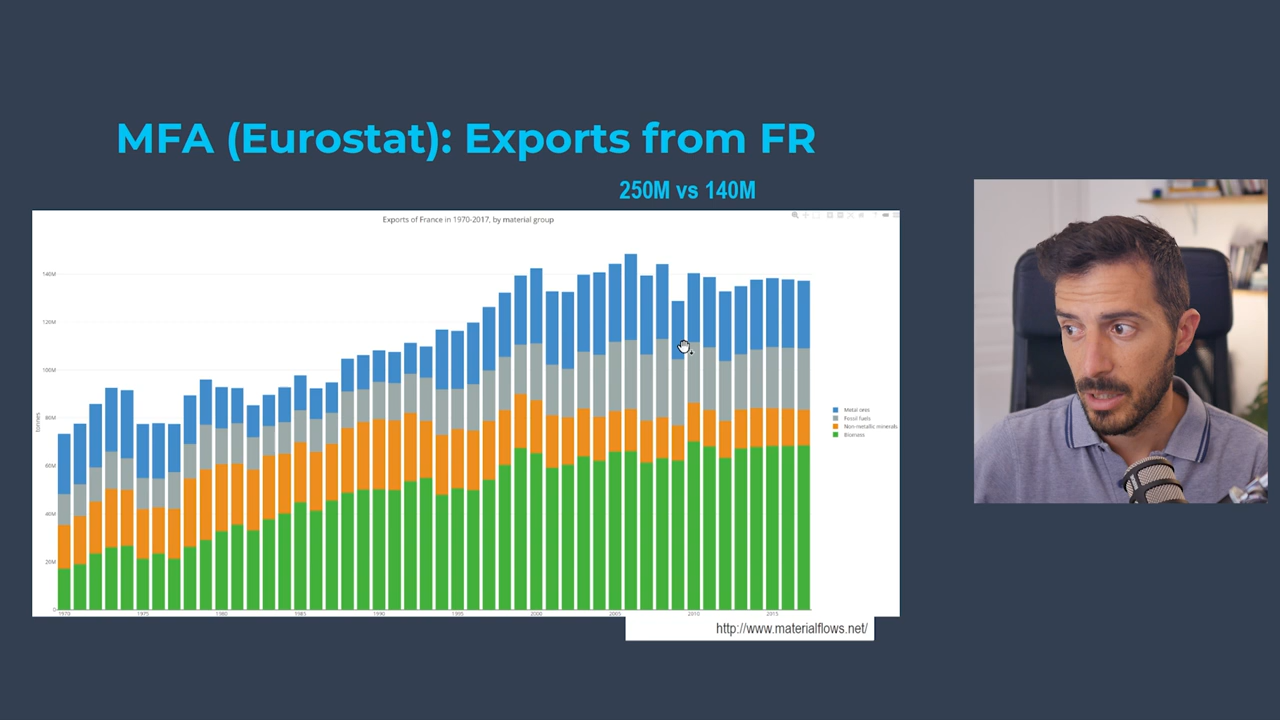 MFA (Eurostat): Exports from FR
250M vs 140M
Exports of France in 1970-2017, by material group
140M
120M
100M
80M
60M
40M
20M
0
tonnes
1970 1975 1980 1985 1990 1995 2000 2005 2010 2015
Metal ores
Fossil fuels
Non-metallic minerals
Biomass
http://www.materialflows.net/